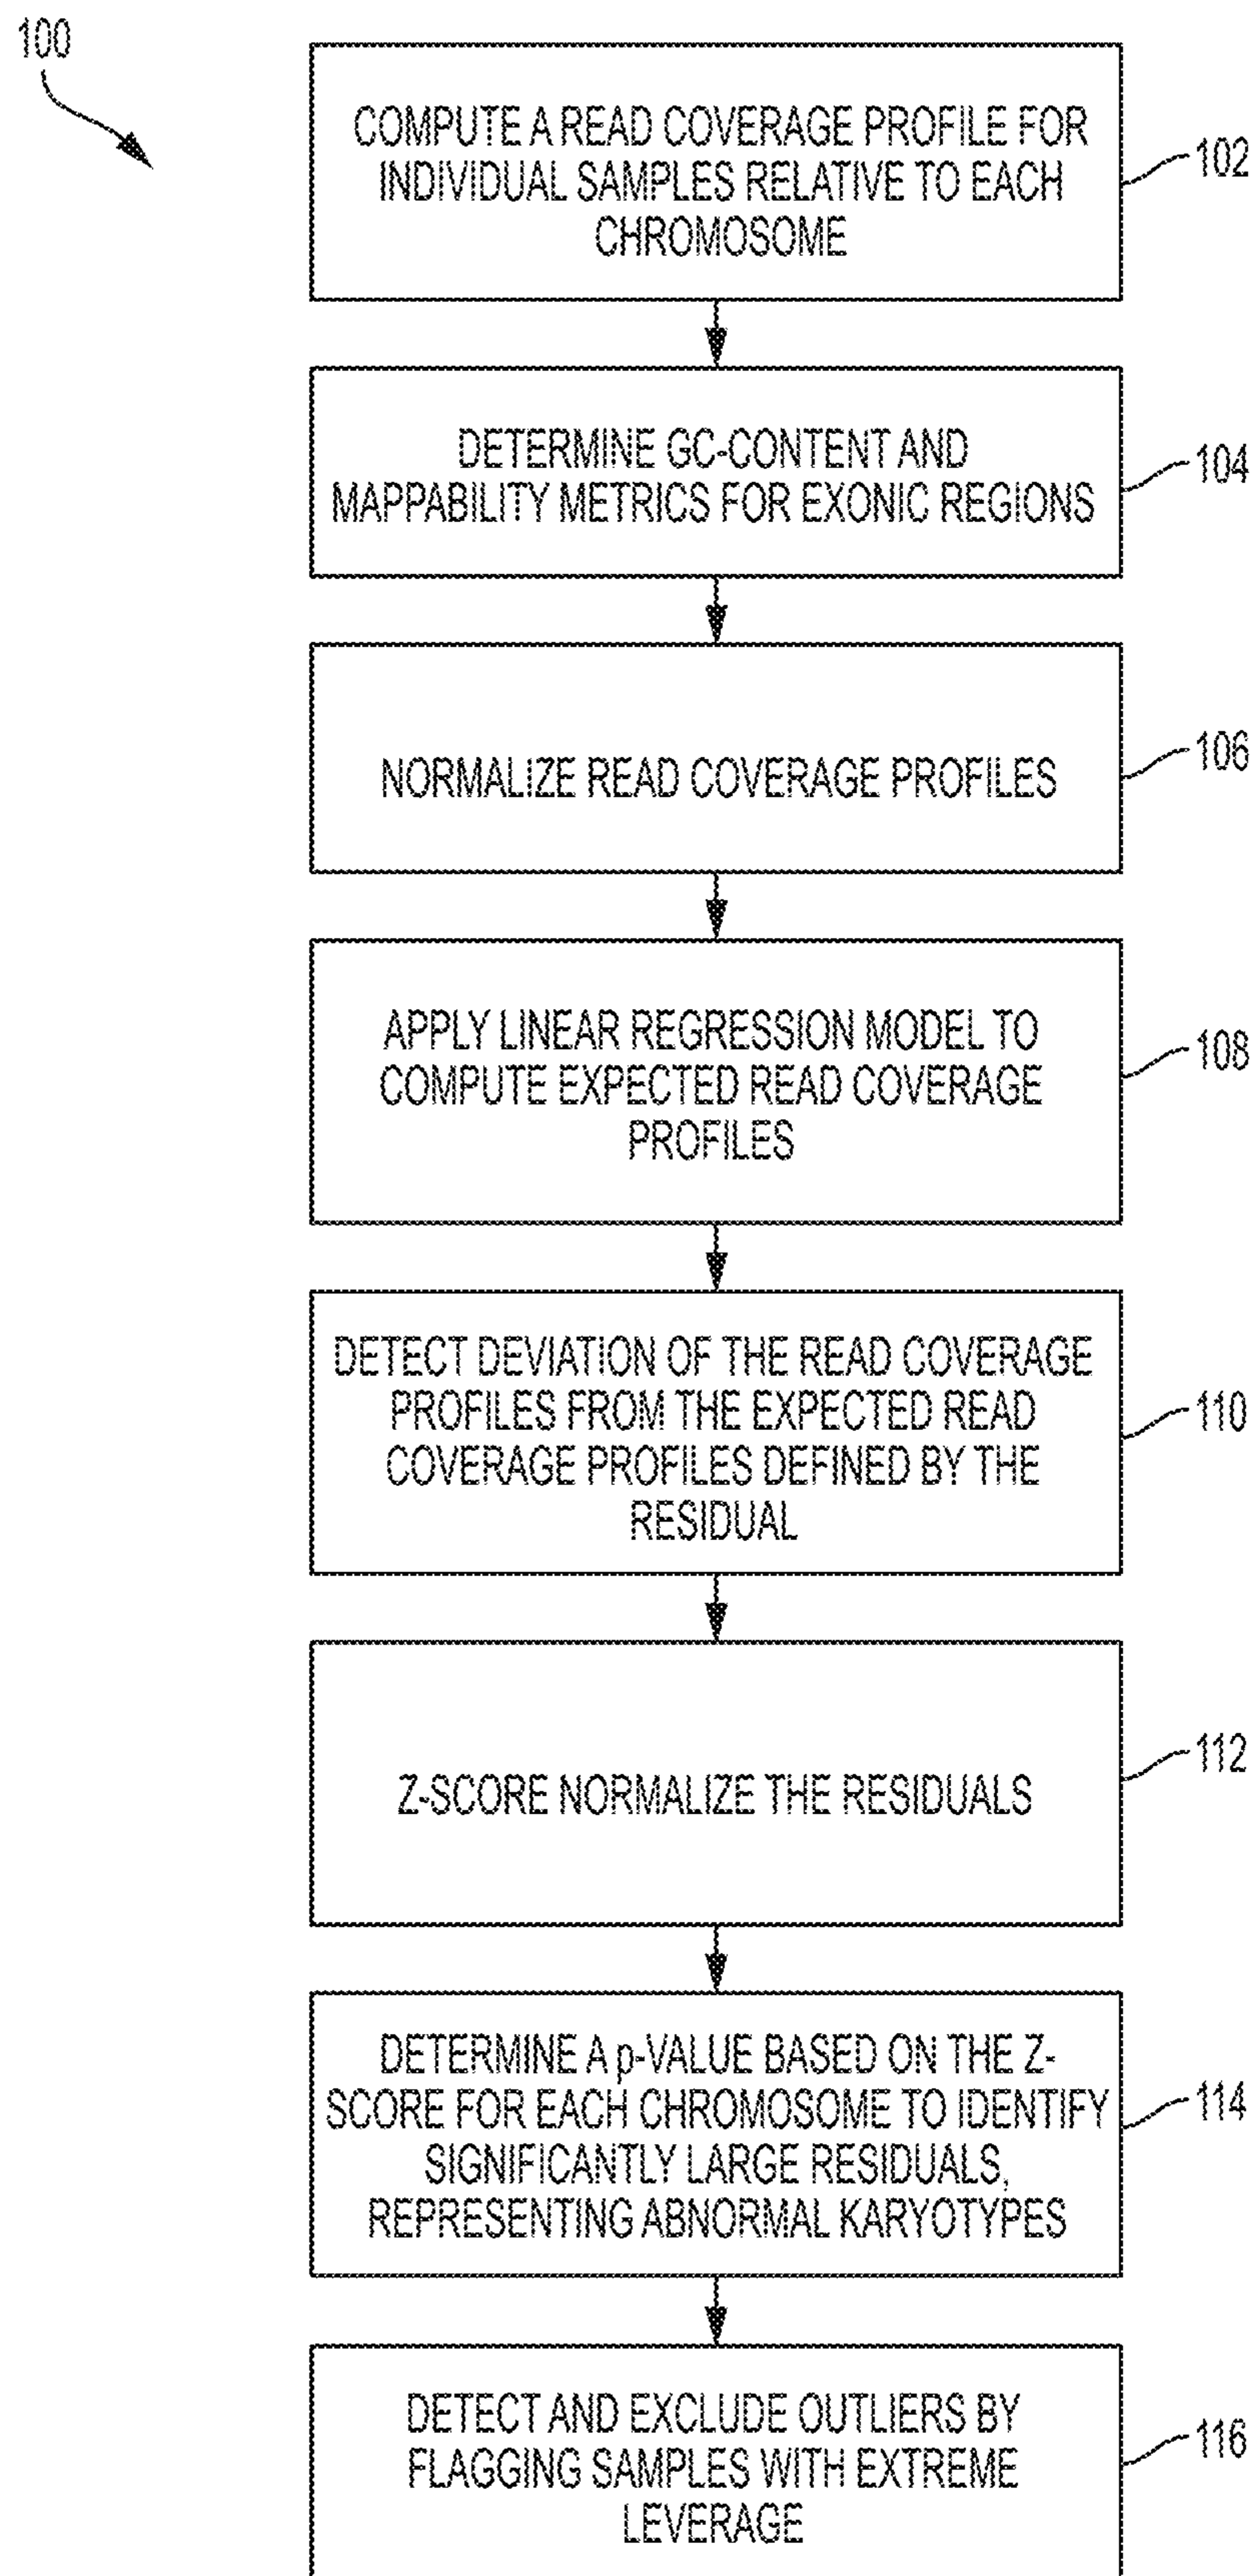 100
COMPUTE A READ COVERAGE PROFILE FOR
INDIVIDUAL SAMPLES RELATIVE TO EACH
CHROMOSOME
102
DETERMINE GC-CONTENT AND
MAPPABILITY METRICS FOR EXONIC REGIONS
104
NORMALIZE READ COVERAGE PROFILES
106
APPLY LINEAR REGRESSION MODEL TO
COMPUTE EXPECTED READ COVERAGE
PROFILES
108
DETECT DEVIATION OF THE READ COVERAGE
PROFILES FROM THE EXPECTED READ
COVERAGE PROFILES DEFINED BY THE
RESIDUAL
110
Z-SCORE NORMALIZE THE RESIDUALS
112
DETERMINE A p-VALUE BASED ON THE Z-
SCORE FOR EACH CHROMOSOME TO IDENTIFY
SIGNIFICANTLY LARGE RESIDUALS,
REPRESENTING ABNORMAL KARYOTYPES
114
DETECT AND EXCLUDE OUTLIERS BY
FLAGGING SAMPLES WITH EXTREME
LEVERAGE
116